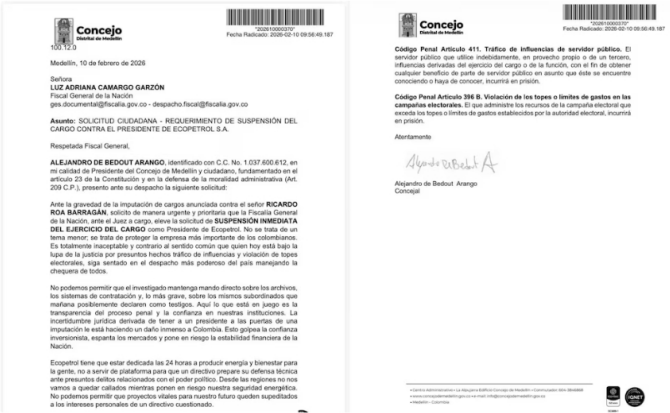 Concejo
Distrital de Medellín
100.12.0
*202610000370*
Fecha Radicado: 2026-02-10 09:56:49.187
Medellín, 10 de febrero de 2026
Señora
LUZ ADRIANA CAMARGO GARZÓN
Fiscal General de la Nación
ges.documental@fiscalia.gov.co - despacho.fiscal@fiscalia.gov.co
Asunto: SOLICITUD CIUDADANA - REQUERIMIENTO DE SUSPENSIÓN DEL
CARGO CONTRA EL PRESIDENTE DE ECOPETROL S.A.
Respetada Fiscal General,
ALEJANDRO DE BEDOUT ARANGO, identificado con C.C. No. 1.037.600.612, en
mi calidad de Presidente del Concejo de Medellín y ciudadano, fundamentado en el
artículo 23 de la Constitución y en la defensa de la moralidad administrativa (Art.
209 C.P.), presento ante su despacho la siguiente solicitud:
Ante la gravedad de la imputación de cargos anunciada contra el señor RICARDO
ROA BARRAGÁN, solicito de manera urgente y prioritaria que la Fiscalía General
de la Nación, ante el Juez a cargo, eleve la solicitud de SUSPENSIÓN INMEDIATA
DEL EJERCICIO DEL CARGO como Presidente de Ecopetrol. No se trata de un
tema menor; se trata de proteger la empresa más importante de los colombianos.
Es totalmente inaceptable y contrario al sentido común que quien hoy está bajo la
lupa de la justicia por presuntos hechos tráfico de influencias y violación de topes
electorales, siga sentado en el despacho más poderoso del país manejando la
chequera de todos.
No podemos permitir que el investigado mantenga mando directo sobre los archivos,
los sistemas de contratación y, lo más grave, sobre los mismos subordinados que
mañana posiblemente declaren como testigos. Aquí lo que está en juego es la
transparencia del proceso penal y la confianza en nuestras instituciones. La
incertidumbre jurídica derivada de tener a un presidente a las puertas de una
imputación le está haciendo un daño inmenso a Colombia. Esto golpea la confianza
inversionista, espanta los mercados y pone en riesgo la estabilidad financiera de la
Nación.
Ecopetrol tiene que estar dedicada las 24 horas a producir energía y bienestar para
la gente, no a servir de plataforma para que un directivo prepare su defensa técnica
ante presuntos delitos relacionados con el poder político. Desde las regiones no nos
vamos a quedar callados mientras ponen en riesgo nuestra seguridad energética.
No podemos permitir que proyectos vitales para nuestro futuro queden supeditados
a los intereses personales de un directivo cuestionado.
Concejo
Distrital de Medellín
*202610000370*
Fecha Radicado: 2026-02-10 09:56:49.187
Código Penal Artículo 411. Tráfico de influencias de servidor público. El
servidor público que utilice indebidamente, en provecho propio o de un tercero,
influencias derivadas del ejercicio del cargo o de la función, con el fin de obtener
cualquier beneficio de parte de servidor público en asunto que éste se encuentre
conociendo o haya de conocer, incurrirá en prisión.
Código Penal Artículo 396 B. Violación de los topes o límites de gastos en las
campañas electorales. El que administre los recursos de la campaña electoral que
exceda los topes o límites de gastos establecidos por la autoridad electoral, incurrirá
en prisión.
Atentamente
Alejandro De Bedout A
Alejandro de Bedout Arango
Concejal